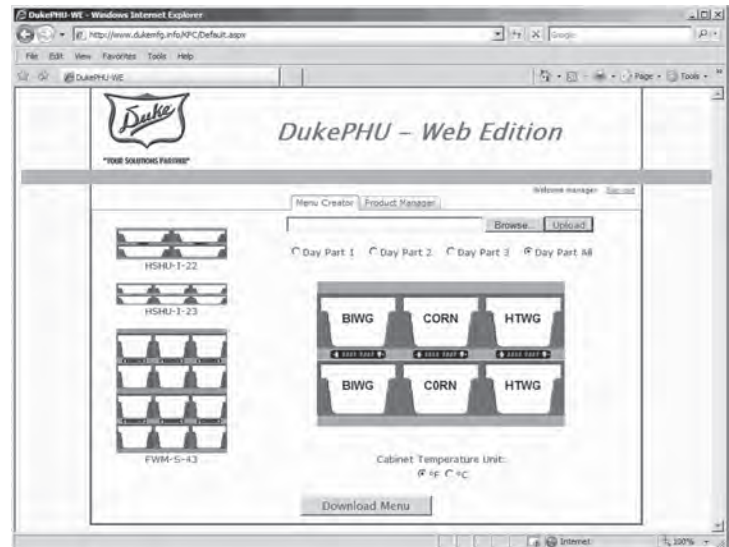 DukePHU-WE - Windows Internet Explorer
http://www.dukemfg.info/KFC/Default.aspx
Google
File Edit View Favorites Tools Help
DukePHU-WE
Page Tools
Duke
"YOUR SOLUTIONS PARTNER"
DukePHU – Web Edition
Welcome manager Sign out
Menu Creator Product Manager
Browse... Upload
Day Part 1 Day Part 2 Day Part 3 Day Part All
HSHU-I-22
HSHU-I-23
FWM-S-43
BIWG CORN HTWG
BIWG C0RN HTWG
Cabinet Temperature Unit:
°F °C
Download Menu
Internet 100%